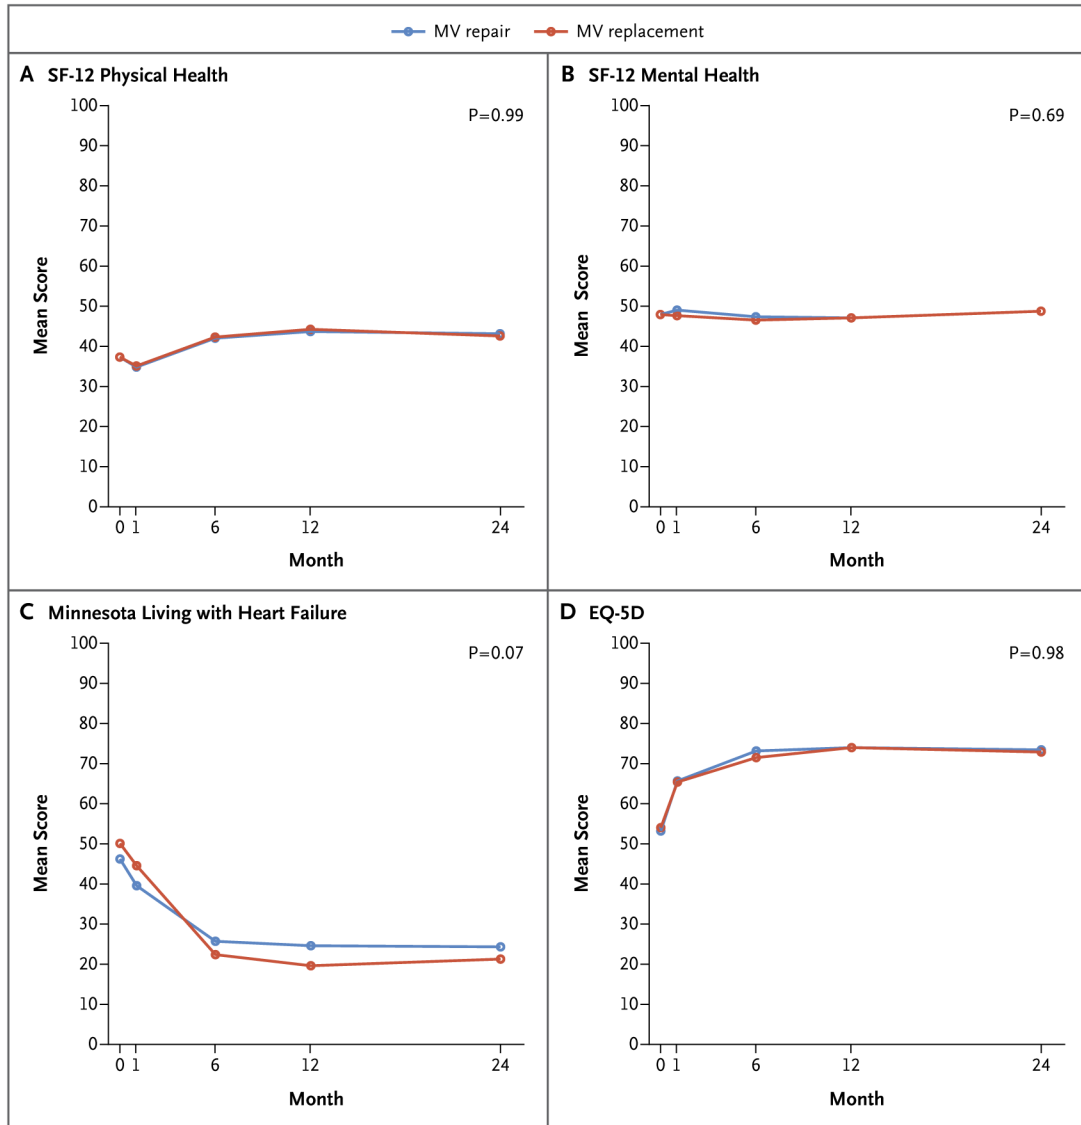 MV repair MV replacement
A SF-12 Physical Health
P=0.99
100
90
80
70
60
50
40
30
20
10
0
Mean Score
0 1 6 12 24
Month
B SF-12 Mental Health
P=0.69
100
90
80
70
60
50
40
30
20
10
0
Mean Score
0 1 6 12 24
Month
C Minnesota Living with Heart Failure
P=0.07
100
90
80
70
60
50
40
30
20
10
0
Mean Score
0 1 6 12 24
Month
D EQ-5D
P=0.98
100
90
80
70
60
50
40
30
20
10
0
Mean Score
0 1 6 12 24
Month